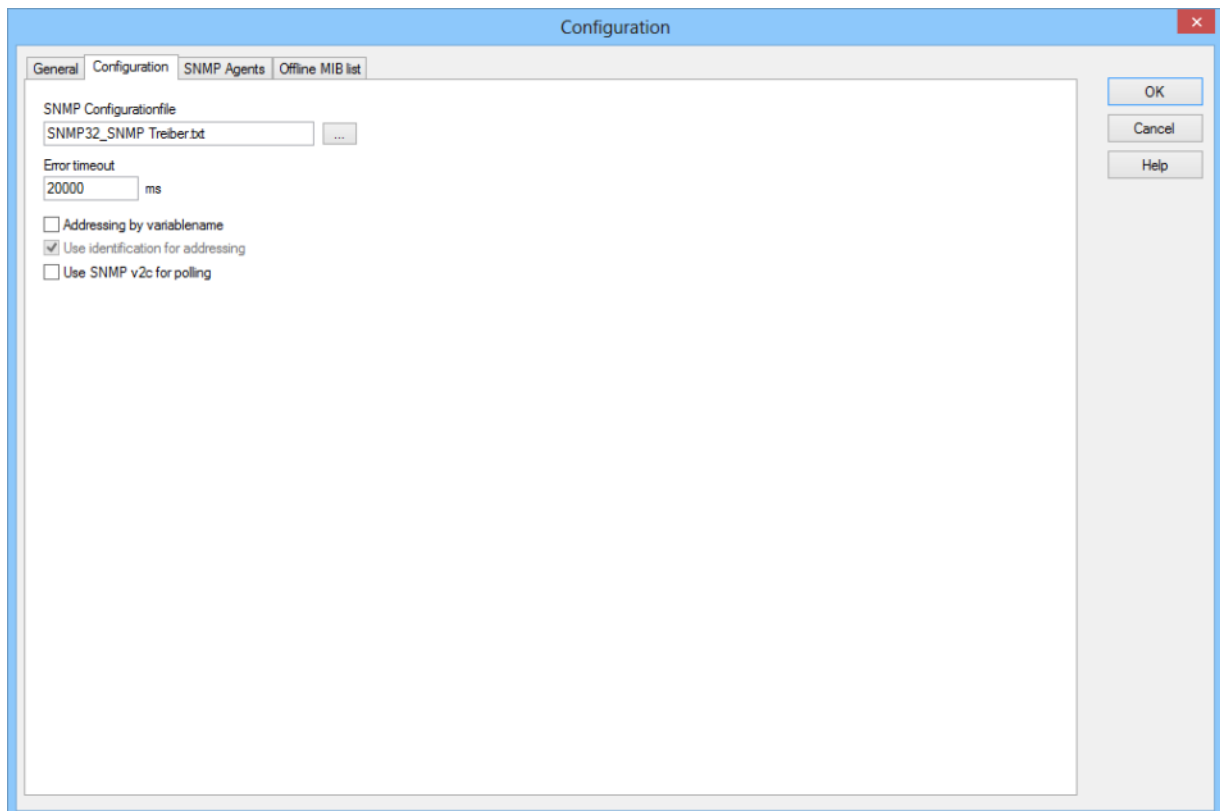 Configuration
General Configuration SNMP Agents Offline MIB list
OK
Cancel
Help
SNMP Configurationfile
SNMP32_SNMP Treiber.txt ...
Error timeout
20000 ms
Addressing by variablename
Use identification for addressing
Use SNMP v2c for polling